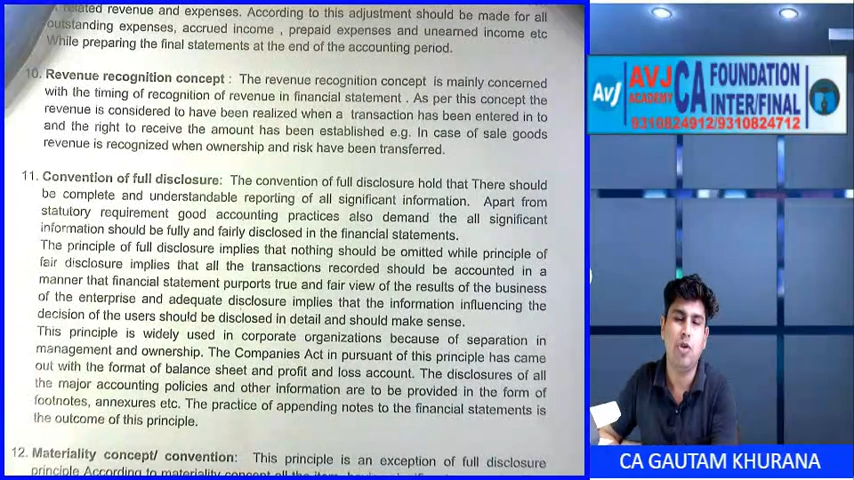 related revenue and expenses. According to this adjustment should be made for all
outstanding expenses, accrued income , prepaid expenses and unearned income etc
While preparing the final statements at the end of the accounting period.
10. Revenue recognition concept : The revenue recognition concept is mainly concerned
with the timing of recognition of revenue in financial statement . As per this concept the
revenue is considered to have been realized when a transaction has been entered in to
and the right to receive the amount has been established e.g. In case of sale goods
revenue is recognized when ownership and risk have been transferred.
11. Convention of full disclosure: The convention of full disclosure hold that There should
be complete and understandable reporting of all significant information. Apart from
statutory requirement good accounting practices also demand the all significant
information should be fully and fairly disclosed in the financial statements.
The principle of full disclosure implies that nothing should be omitted while principle of
fair disclosure implies that all the transactions recorded should be accounted in a
manner that financial statement purports true and fair view of the results of the business
of the enterprise and adequate disclosure implies that the information influencing the
decision of the users should be disclosed in detail and should make sense.
This principle is widely used in corporate organizations because of separation in
management and ownership. The Companies Act in pursuant of this principle has came
out with the format of balance sheet and profit and loss account. The disclosures of all
the major accounting policies and other information are to be provided in the form of
footnotes, annexures etc. The practice of appending notes to the financial statements is
the outcome of this principle.
12. Materiality concept/ convention: This principle is an exception of full disclosure
principle According to materiality concept all the item
AVJ
AVJ
ACADEMY
CA
FOUNDATION
INTER/FINAL
9310824912/9310824712
CA GAUTAM KHURANA